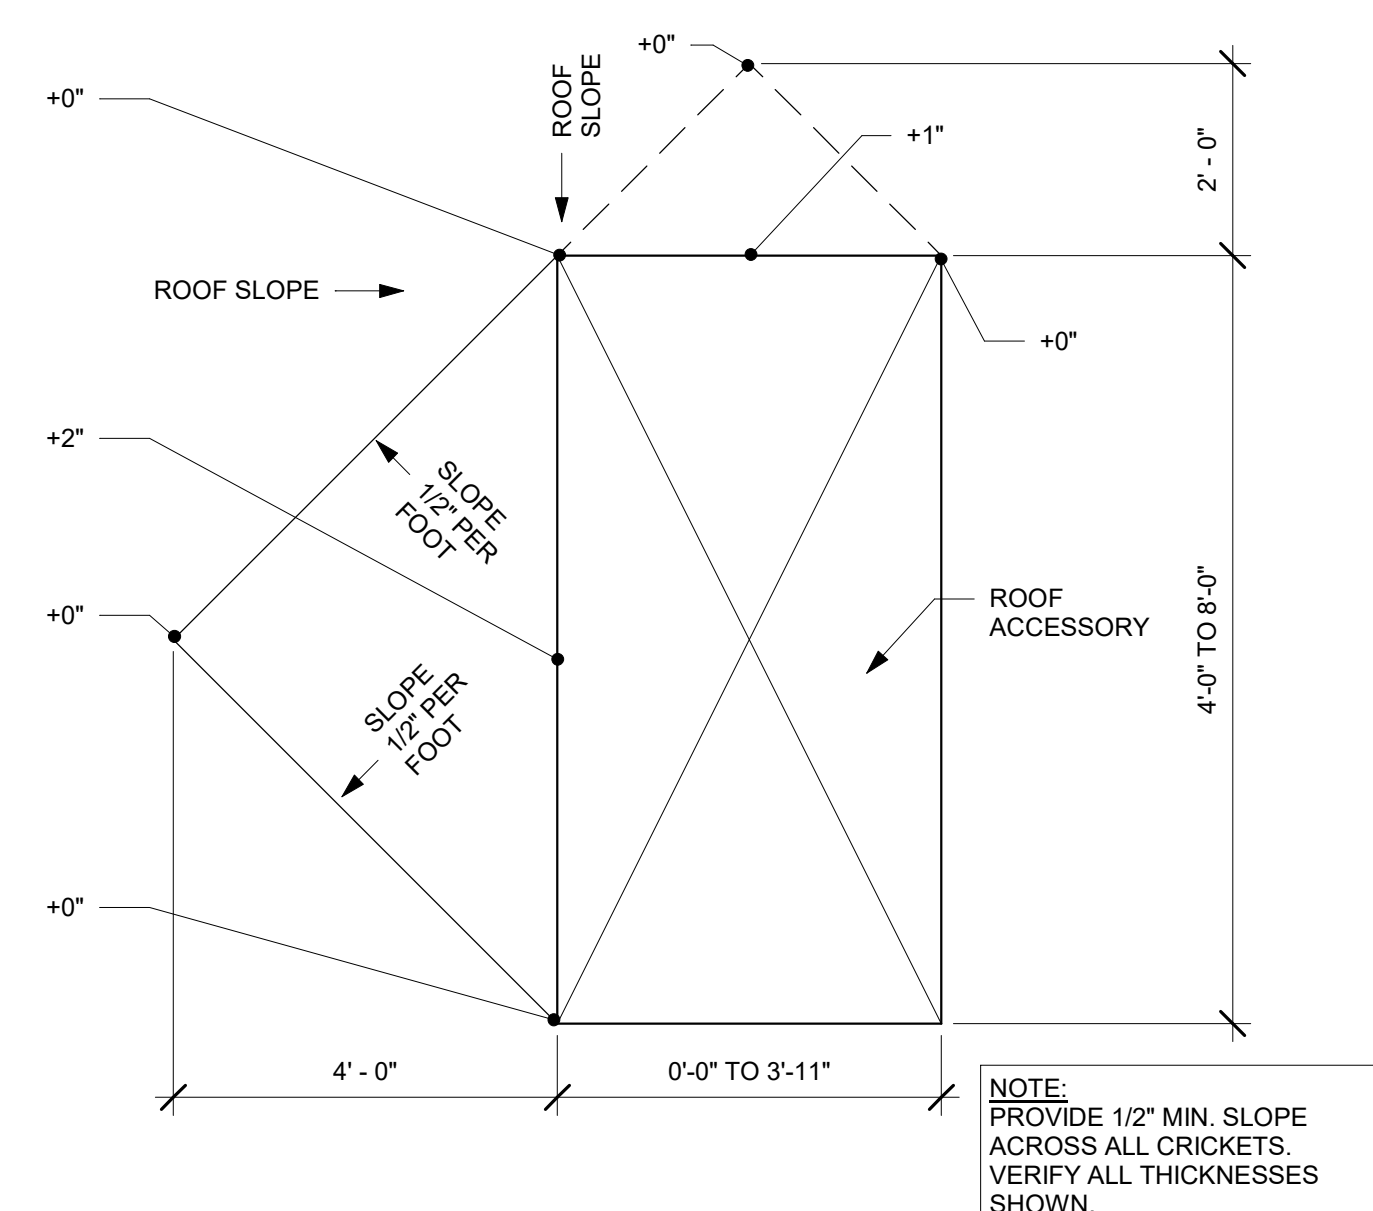 +0"
+0"
ROOF
SLOPE
+1"
2' - 0"
ROOF SLOPE
+0"
+2"
SLOPE
1/2" PER
FOOT
+0"
ROOF
ACCESSORY
4'-0" TO 8'-0"
SLOPE
1/2" PER
FOOT
+0"
4' - 0"
0'-0" TO 3'-11"
NOTE:
PROVIDE 1/2" MIN. SLOPE
ACROSS ALL CRICKETS.
VERIFY ALL THICKNESSES
SHOWN.